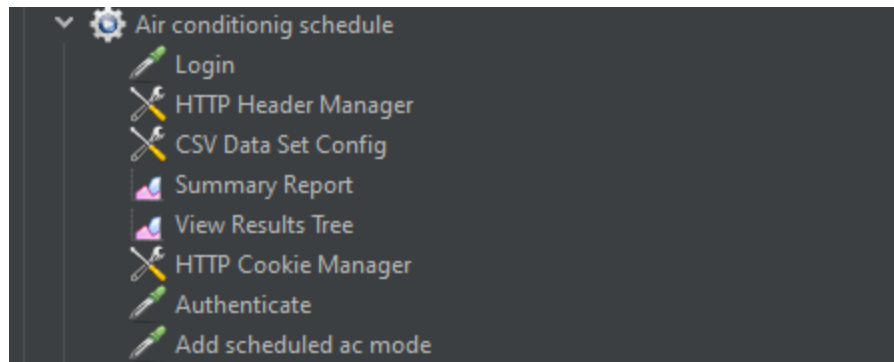 Air conditionig schedule
Login
HTTP Header Manager
CSV Data Set Config
Summary Report
View Results Tree
HTTP Cookie Manager
Authenticate
Add scheduled ac mode